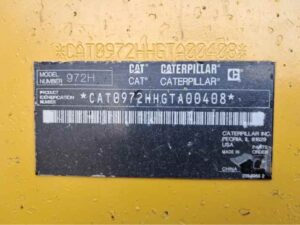 *CAT0972HHGTA00408*
MODEL 972H CAT® CATERPILLAR
CAT® CATERPILLAR
PRODUCT IDENTIFICATION NUMBER *CAT0972HHGTA00408*
CATERPILLAR INC.
PEORIA, IL 61629
USA
MADE IN
CHINA